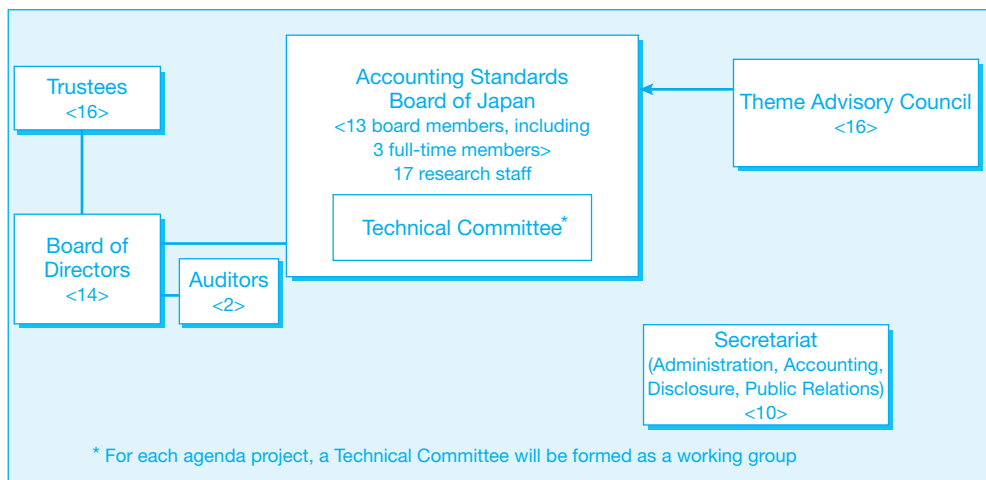 Trustees
<16>
Board of
Directors
<14>
Auditors
<2>
Accounting Standards
Board of Japan
<13 board members, including
3 full-time members>
17 research staff
Technical Committee*
Theme Advisory Council
<16>
Secretariat
(Administration, Accounting,
Disclosure, Public Relations)
<10>
* For each agenda project, a Technical Committee will be formed as a working group